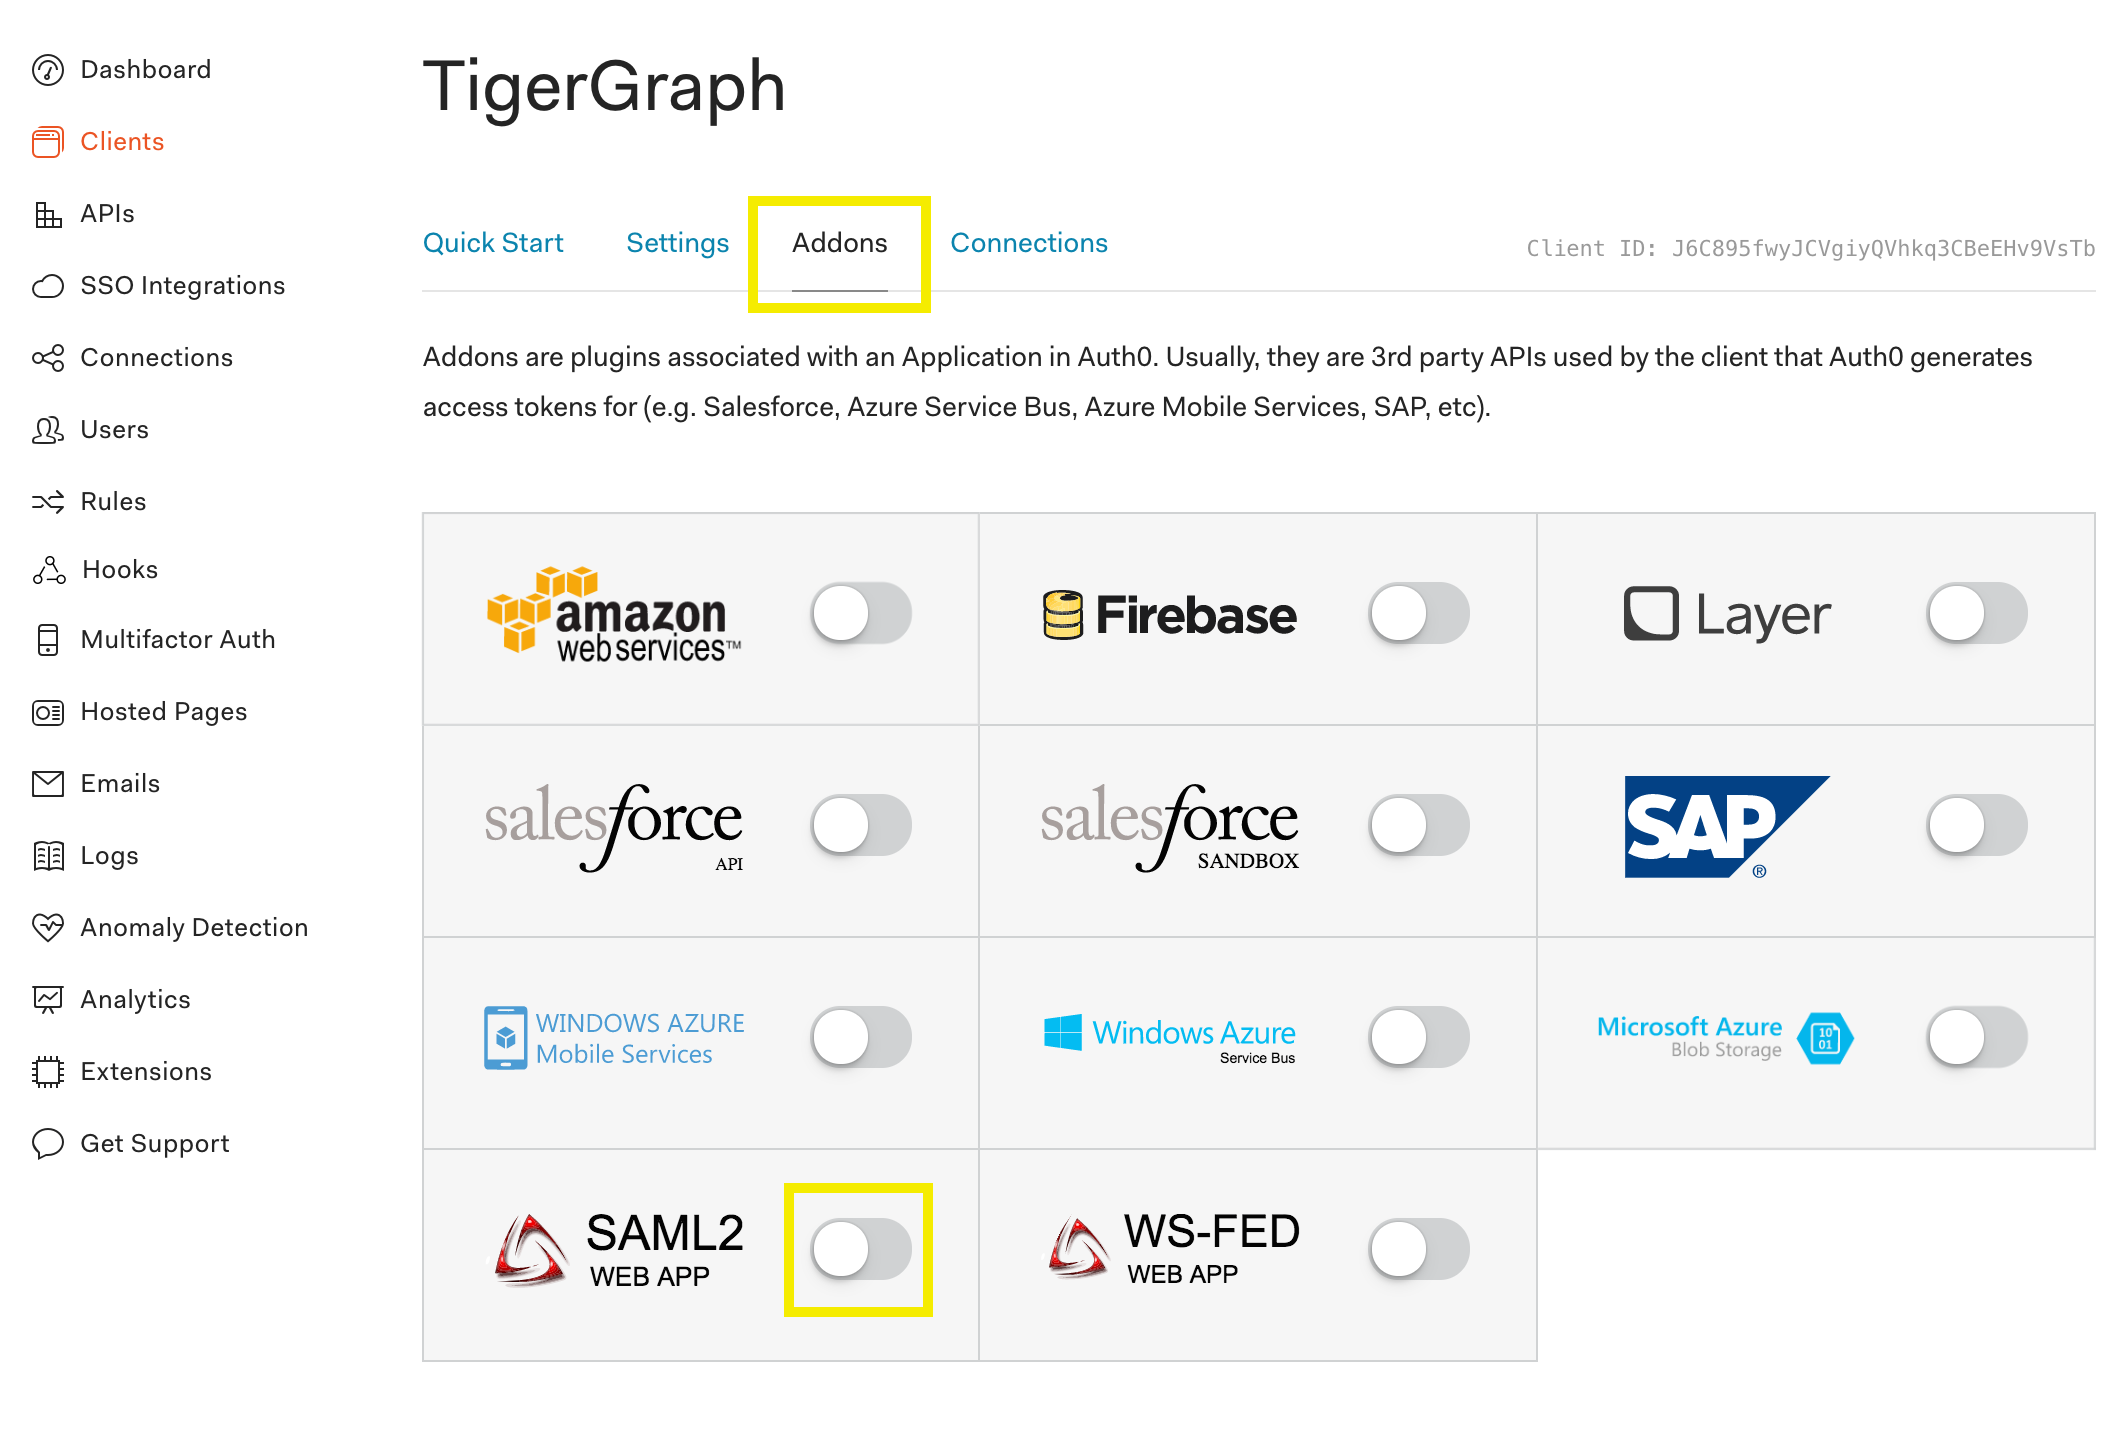 Dashboard
Clients
APIs
SSO Integrations
Connections
Users
Rules
Hooks
Multifactor Auth
Hosted Pages
Emails
Logs
Anomaly Detection
Analytics
Extensions
Get Support
TigerGraph
Quick Start
Settings
Addons
Connections
Client ID: J6C895fwyJCVgiyQVhkq3CBeEHv9VsTb
Addons are plugins associated with an Application in Auth0. Usually, they are 3rd party APIs used by the client that Auth0 generates
access tokens for (e.g. Salesforce, Azure Service Bus, Azure Mobile Services, SAP, etc).
amazon
web services™
Firebase
Layer
salesforce
API
salesforce
SANDBOX
SAP
®
WINDOWS AZURE
Mobile Services
Windows Azure
Service Bus
Microsoft Azure
Blob Storage
10
01
SAML2
WEB APP
WS-FED
WEB APP